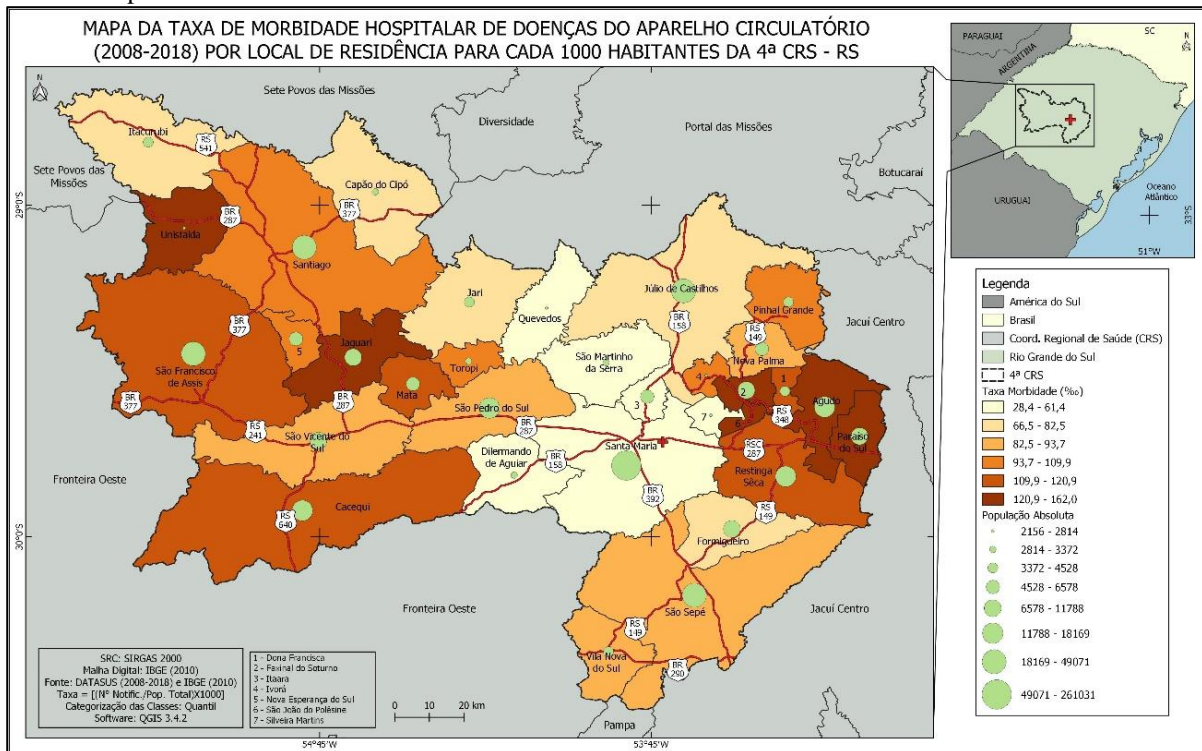 MAPA DA TAXA DE MORBIDADE HOSPITALAR DE DOENÇAS DO APARELHO CIRCULATÓRIO
(2008-2018) POR LOCAL DE RESIDÊNCIA PARA CADA 1000 HABITANTES DA 4ª CRS - RS
N
Sete Povos das Missões
Diversidade
Portal das Missões
Botucaraí
Sete Povos das
Missões
29°0'S
30°0'S
54°45'W
53°45'W
Itacurubi
RS
541
Capão do Cipó
BR
377
BR
287
Unistalda
Santiago
Jari
Quevedos
Júlio de Castilhos
BR
158
Pinhal Grande
RS
149
Nova Palma
Jacuí Centro
BR
377
São Francisco
de Assis
5
Jaguari
Mata
Toropi
São Martinho
da Serra
4
2
1
RS
348
Agudo
Paraíso
do Sul
6
7
3
BR
377
RS
241
BR
287
São Vicente do
Sul
São Pedro do Sul
BR
287
Santa Maria
RSC
287
Dilermando
de Aguiar
BR
158
Restinga
Sêca
BR
392
RS
149
Fronteira Oeste
RS
640
Cacequi
Formigueiro
Fronteira Oeste
Jacuí Centro
São Sepé
RS
149
Vila Nova
do Sul
BR
290
Pampa
SRC: SIRGAS 2000
Malha Digital: IBGE (2010)
Fonte: DATASUS (2008-2018) e IBGE (2010)
Taxa = [(N° Notific./Pop. Total)X1000]
Categorização das Classes: Quantil
Software: QGIS 3.4.2
1 - Dona Francisca
2 - Faxinal do Soturno
3 - Itaara
4 - Ivorá
5 - Nova Esperança do Sul
6 - São João do Polêsine
7 - Silveira Martins
0 10 20 km
PARAGUAI
ARGENTINA
SC
N
URUGUAI
Oceano
Atlântico
33°S
51°W
Legenda
América do Sul
Brasil
Coord. Regional de Saúde (CRS)
Rio Grande do Sul
4ª CRS
Taxa Morbidade (‰)
28,4 - 61,4
66,5 - 82,5
82,5 - 93,7
93,7 - 109,9
109,9 - 120,9
120,9 - 162,0
População Absoluta
2156 - 2814
2814 - 3372
3372 - 4528
4528 - 6578
6578 - 11788
11788 - 18169
18169 - 49071
49071 - 261031